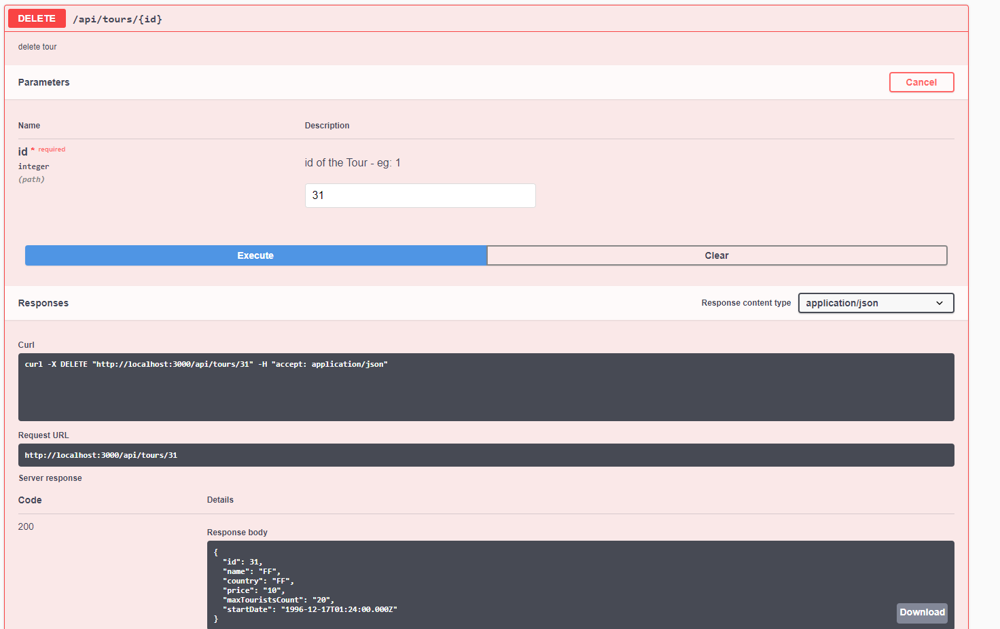 DELETE /api/tours/{id}
delete tour
Parameters Cancel
Name Description
id * required
integer
(path)
id of the Tour - eg: 1
31
Execute Clear
Responses Response content type application/json
Curl
curl -X DELETE "http://localhost:3000/api/tours/31" -H "accept: application/json"
Request URL
http://localhost:3000/api/tours/31
Server response
Code Details
200
Response body
{
  "id": 31,
  "name": "FF",
  "country": "FF",
  "price": "10",
  "maxTouristsCount": "20",
  "startDate": "1996-12-17T01:24:00.000Z"
}
Download